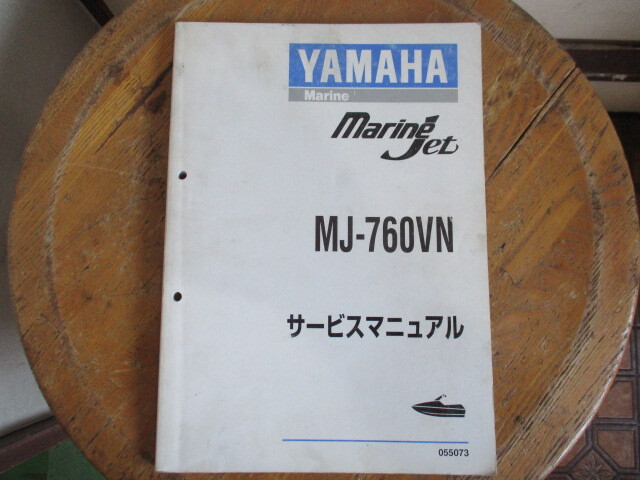 YAMAHA
Marine
Marine
Jet
MJ-760VN
サービスマニュアル
055073